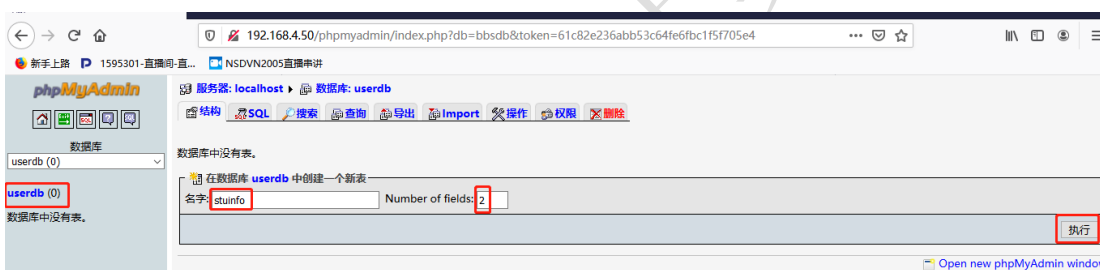 192.168.4.50/phpmyadmin/index.php?db=bbsdb&token=61c82e236abb53c64fe6fbc1f5f705e4
新手上路 1595301-直播间-直... NSDVN2005直播串讲
phpMyAdmin
数据库
userdb (0)
userdb (0)
数据库中没有表。
服务器: localhost 数据库: userdb
结构 SQL 搜索 查询 导出 Import 操作 权限 删除
数据库中没有表。
在数据库 userdb 中创建一个新表
名字: stuinfo Number of fields: 2
执行
Open new phpMyAdmin window